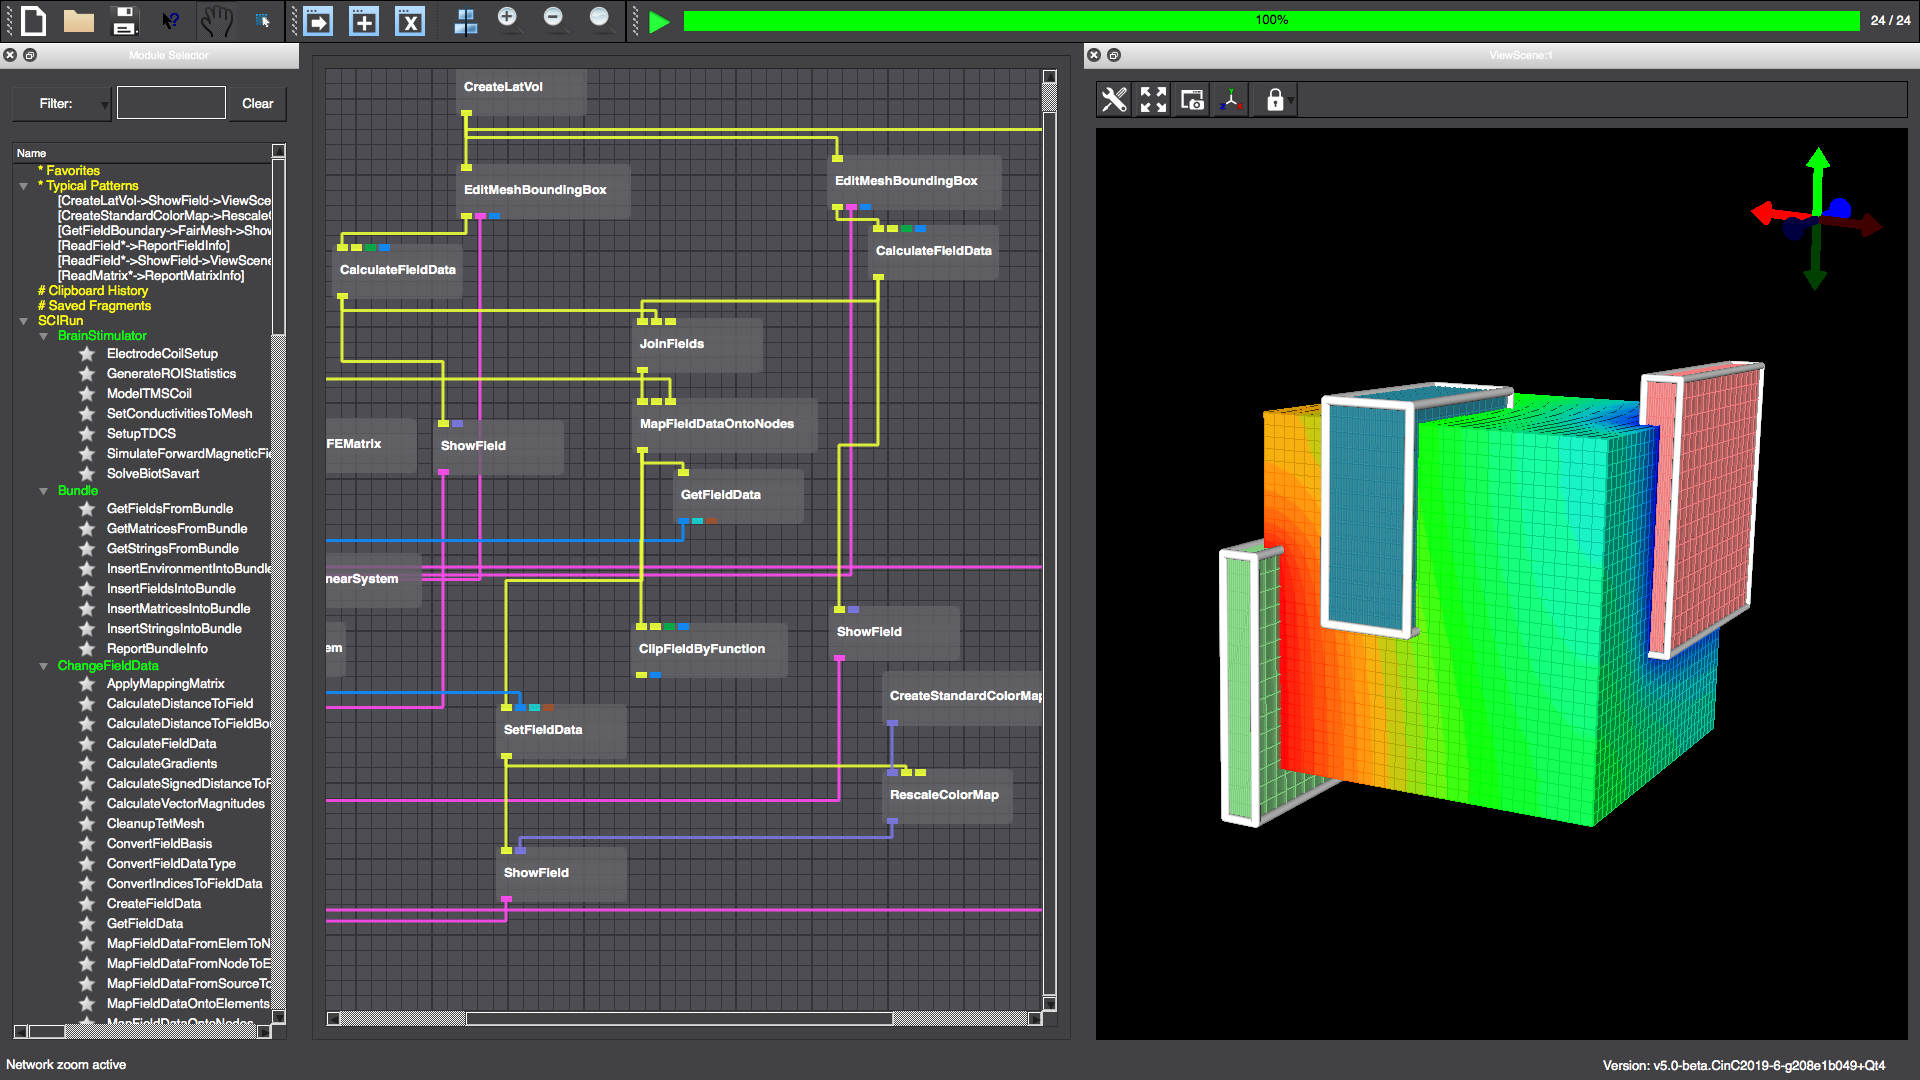 100%
24 / 24
Module Selector
ViewScene:1
Filter:
Clear
Name
* Favorites
* Typical Patterns
[CreateLatVol->ShowField->ViewSce
[CreateStandardColorMap->Rescale
[GetFieldBoundary->FairMesh->Sho
[ReadField*->ReportFieldInfo]
[ReadField*->ShowField->ViewScene
[ReadMatrix*->ReportMatrixInfo]
# Clipboard History
# Saved Fragments
SCIRun
BrainStimulator
ElectrodeCoilSetup
GenerateROIStatistics
ModelTMSCoil
SetConductivitiesToMesh
SetupTDCS
SimulateForwardMagneticFie
SolveBiotSavart
Bundle
GetFieldsFromBundle
GetMatricesFromBundle
GetStringsFromBundle
InsertEnvironmentIntoBundle
InsertFieldsIntoBundle
InsertMatricesIntoBundle
InsertStringsIntoBundle
ReportBundleInfo
ChangeFieldData
ApplyMappingMatrix
CalculateDistanceToField
CalculateDistanceToFieldBo
CalculateFieldData
CalculateGradients
CalculateSignedDistanceToF
CalculateVectorMagnitudes
CleanupTetMesh
ConvertFieldBasis
ConvertFieldDataType
ConvertIndicesToFieldData
CreateFieldData
GetFieldData
MapFieldDataFromElemToN
MapFieldDataFromNodeToE
MapFieldDataFromSourceTo
MapFieldDataOntoElements
MapFieldDataOntoNodes
CreateLatVol
EditMeshBoundingBox
EditMeshBoundingBox
CalculateFieldData
CalculateFieldData
JoinFields
MapFieldDataOntoNodes
FEMatrix
ShowField
GetFieldData
nearSystem
ShowField
em
ClipFieldByFunction
CreateStandardColorMap
SetFieldData
RescaleColorMap
ShowField
Network zoom active
Version: v5.0-beta.CinC2019-6-g208e1b049+Qt4